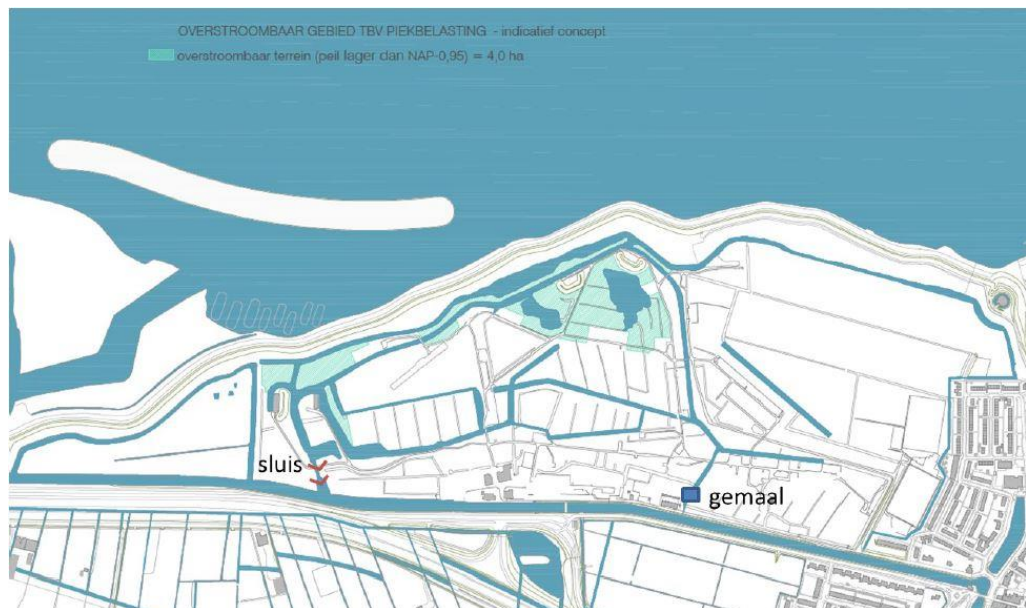 OVERSTROOMBAAR GEBIED TBV PIEKBELASTING - indicatief concept
overstroombaar terrein (peil lager dan NAP-0,95) = 4,0 ha
sluis
gemaal